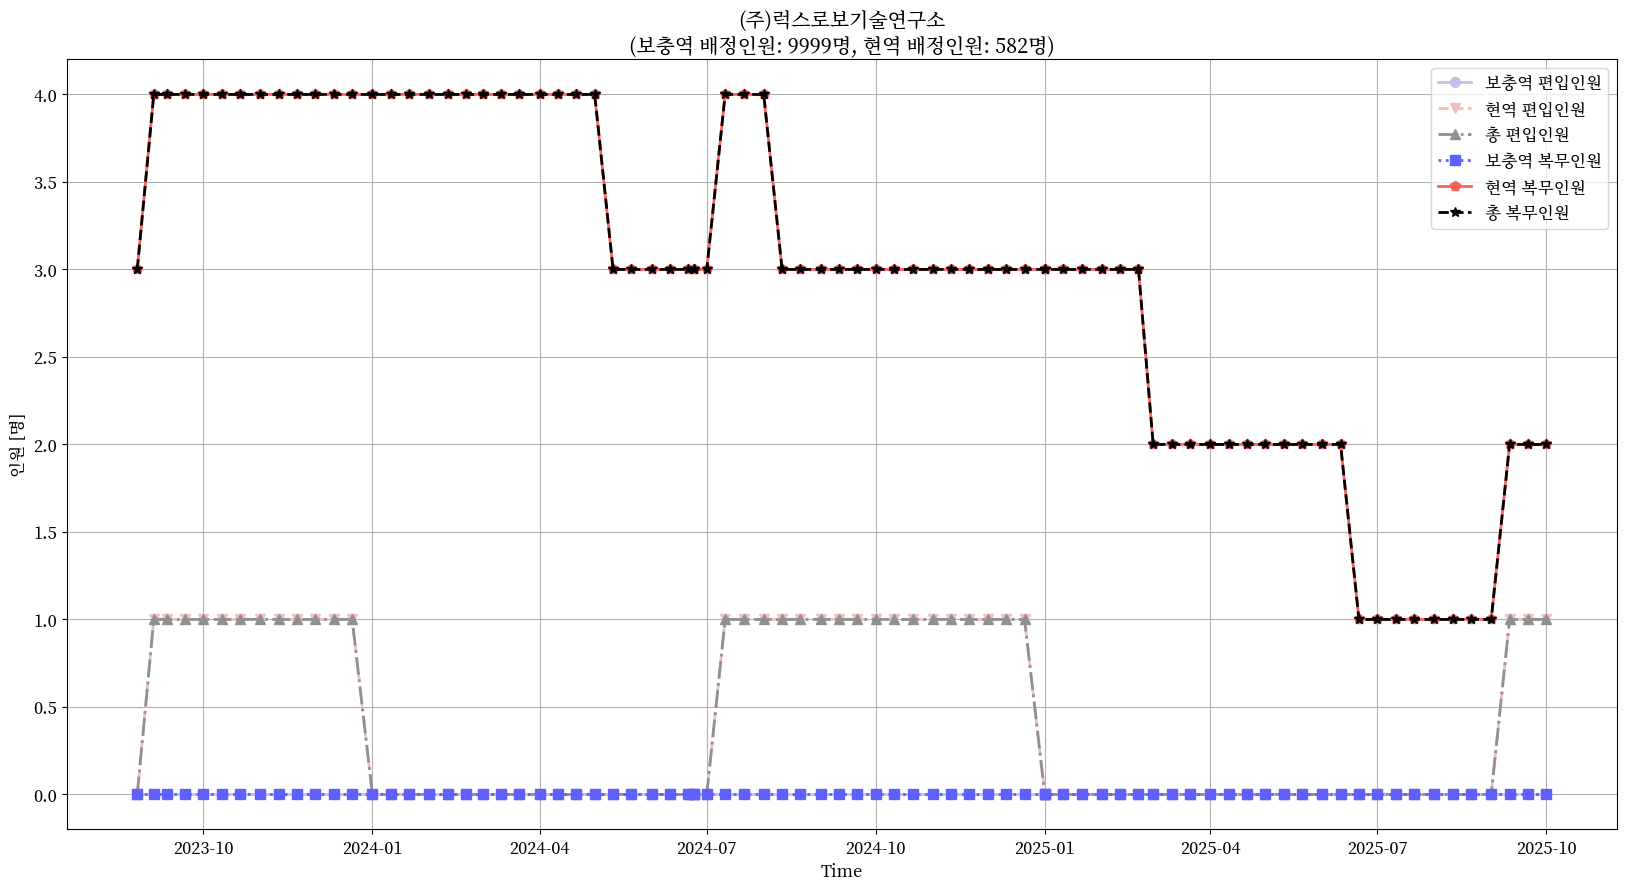 (주)럭스로보기술연구소
(보충역 배정인원: 9999명, 현역 배정인원: 582명)
보충역 편입인원
현역 편입인원
총 편입인원
보충역 복무인원
현역 복무인원
총 복무인원
인원 [명]
4.0
3.5
3.0
2.5
2.0
1.5
1.0
0.5
0.0
2023-10
2024-01
2024-04
2024-07
2024-10
2025-01
2025-04
2025-07
2025-10
Time